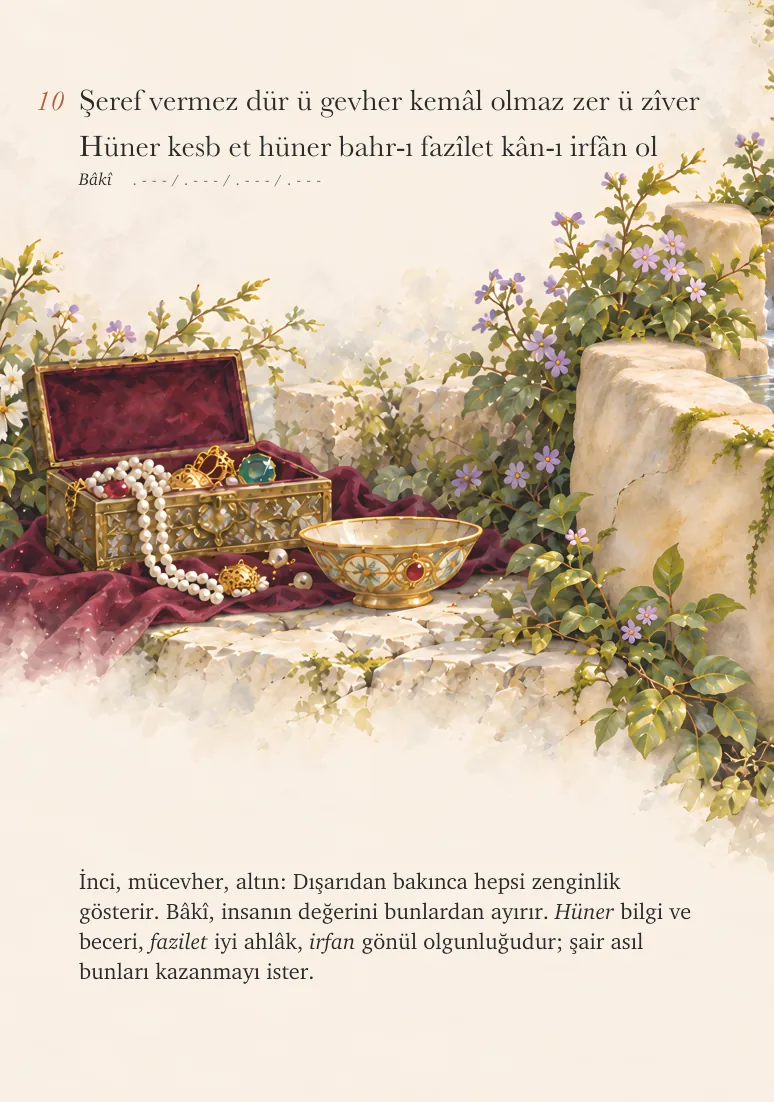 10 Şeref vermez dür ü gevher kemâl olmaz zer ü zîver
Hüner kesb et hüner bahr-ı fazîlet kân-ı irfân ol
Bâkî . - - - / . - - - / . - - - / . - - -
İnci, mücevher, altın: Dışarıdan bakınca hepsi zenginlik
gösterir. Bâkî, insanın değerini bunlardan ayırır. Hüner bilgi ve
beceri, fazilet iyi ahlâk, irfan gönül olgunluğudur; şair asıl
bunları kazanmayı ister.